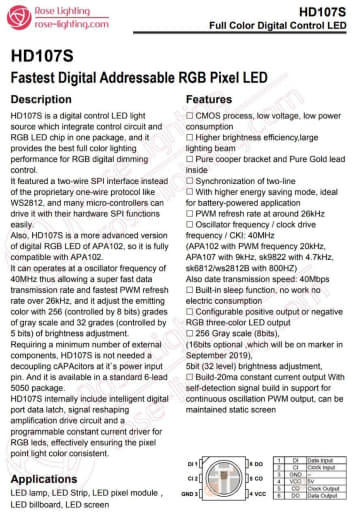 Rose Lighting
rose-lighting.com
HD107S
Full Color Digital Control LED
HD107S
Fastest Digital Addressable RGB Pixel LED
Description
HD107S is a digital control LED light
source which integrate control circuit and
RGB LED chip in one package, and it
provides the best full color lighting
performance for RGB digital dimming
control.
It featured a two-wire SPI interface instead
of the proprietary one-wire protocol like
WS2812, and many micro-controllers can
drive it with their hardware SPI functions
easily.
Also, HD107S is a more advanced version
of digital RGB LED of APA102, so it is fully
compatible with APA102.
It can operates at a oscillator frequency of
40MHz thus allowing a super fast data
transmission rate and fastest PWM refresh
rate over 26kHz, and it adjust the emitting
color with 256 (controlled by 8 bits) grades
of gray scale and 32 grades (controlled by
5 bits) of brightness adjustment.
Requiring a minimum number of external
components, HD107S is not needed a
decoupling cAPAcitors at it`s power input
pin. And it is available in a standard 6-lead
5050 package.
HD107S internally include intelligent digital
port data latch, signal reshaping
amplification drive circuit and a
programmable constant current driver for
RGB leds, effectively ensuring the pixel
point light color consistent.
Applications
LED lamp, LED Strip, LED pixel module ,
LED billboard, LED screen
Features
□ CMOS process, low voltage, low power
consumption
□ Higher brightness efficiency,large
lighting beam
□ Pure cooper bracket and Pure Gold lead
inside
□ Synchronization of two-line
□ With higher energy saving mode, ideal
for battery-powered application
□ PWM refresh rate at around 26kHz
□ Oscillator frequency / clock drive
frequency / CKI: 40MHz
(APA102 with PWM frequency 20kHz,
APA107 with 9kHz, sk9822 with 4.7kHz,
sk6812/ws2812B with 800HZ)
Also date transmission speed: 40Mbps
□ Built-in sleep function, no work no
electric consumption
□ Configurable positive output or negative
RGB three-color LED output
□ 256 Gray scale (8bits),
(16bits optional ,which will be on marker in
September 2019),
5bit (32 level) brightness adjustment,
□ Build-20ma constant current output With
self-detection signal build in support for
continuous oscillation PWM output, can be
maintained static screen
DI 1
CI 2
GND 3
6 DO
5 CO
4 VCC
1 DI Data Input
2 CI Clock Input
3 GND --
4 VCC 5V
5 CO Clock Output
6 DO Data Output